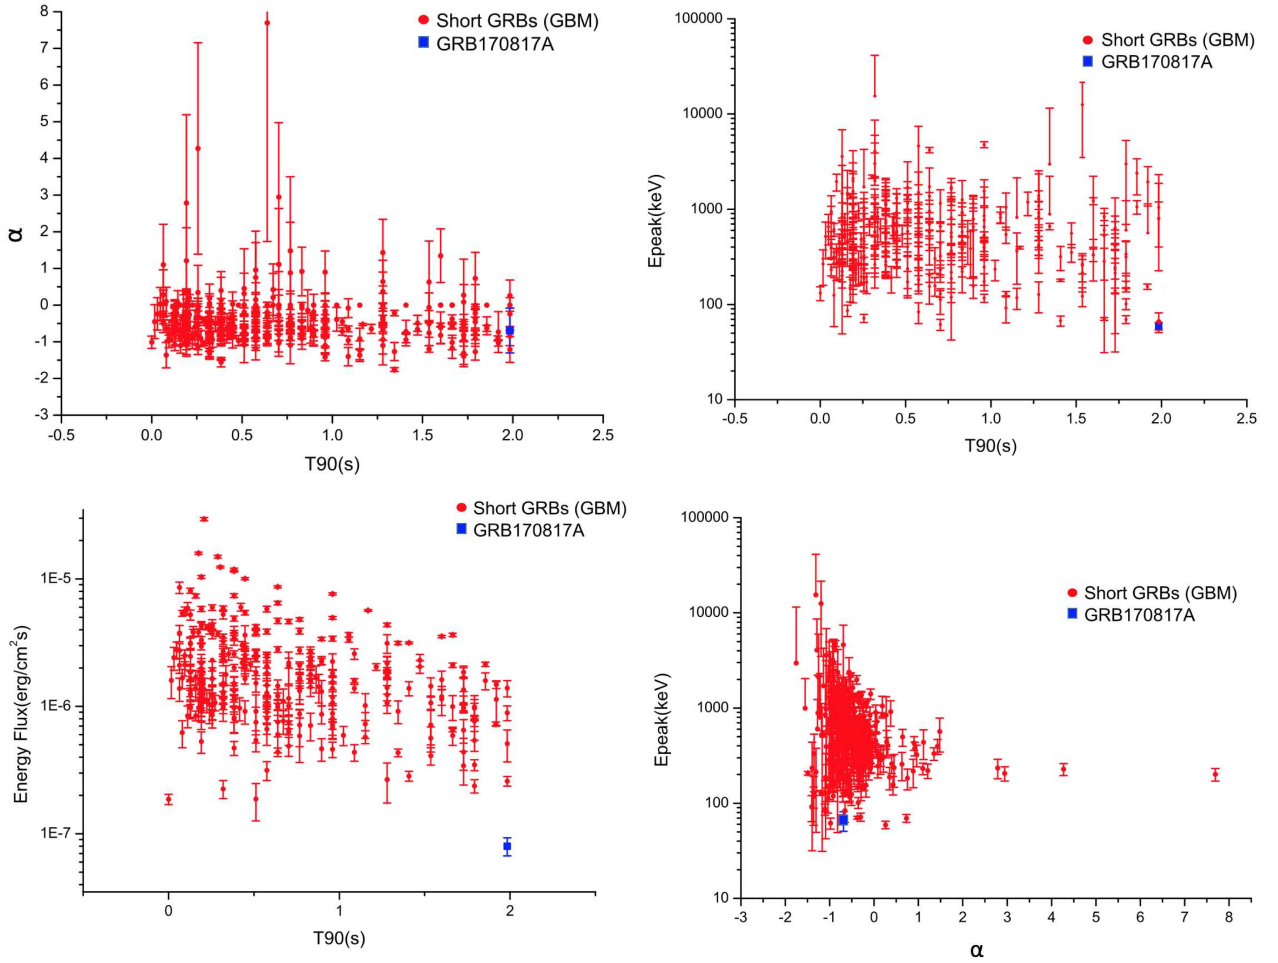 8
7
6
5
4
3
2
1
0
-1
-2
-3
α
-0.5
0.0
0.5
1.0
1.5
2.0
2.5
T90(s)
Short GRBs (GBM)
GRB170817A
100000
10000
1000
100
10
Epeak(keV)
-0.5
0.0
0.5
1.0
1.5
2.0
2.5
T90(s)
Short GRBs (GBM)
GRB170817A
1E-5
1E-6
1E-7
Energy Flux(erg/cm²s)
0
1
2
T90(s)
Short GRBs (GBM)
GRB170817A
100000
10000
1000
100
10
Epeak(keV)
-3
-2
-1
0
1
2
3
4
5
6
7
8
α
Short GRBs (GBM)
GRB170817A